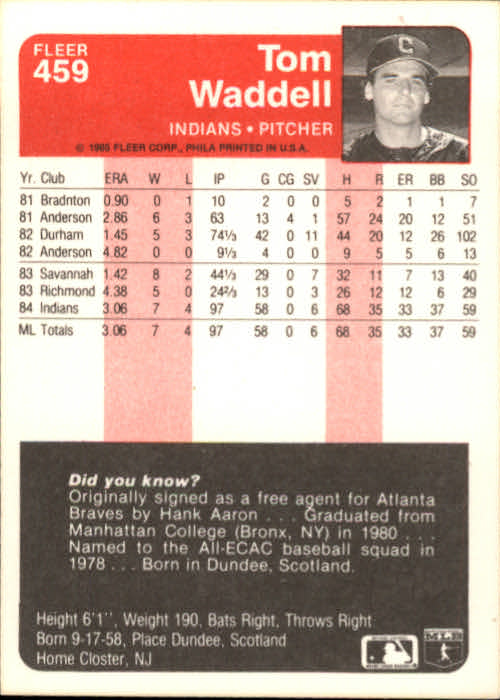 FLEER
459
Tom
Waddell
INDIANS • PITCHER
© 1985 FLEER CORP., PHILA PRINTED IN U.S.A.
Yr. Club ERA W L IP G CG SV H R ER BB SO
81 Bradnton 0.90 0 1 10 2 0 0 5 2 1 1 7
81 Anderson 2.86 6 3 63 13 4 1 57 24 20 12 51
82 Durham 1.45 5 3 74⅓ 42 0 11 44 20 12 26 102
82 Anderson 4.82 0 0 9⅓ 4 0 0 9 5 5 6 13
83 Savannah 1.42 8 2 44⅓ 29 0 7 32 11 7 13 40
83 Richmond 4.38 5 0 24⅔ 13 0 3 26 12 12 6 29
84 Indians 3.06 7 4 97 58 0 6 68 35 33 37 59
ML Totals 3.06 7 4 97 58 0 6 68 35 33 37 59
Did you know?
Originally signed as a free agent for Atlanta
Braves by Hank Aaron . . . Graduated from
Manhattan College (Bronx, NY) in 1980 . . .
Named to the All-ECAC baseball squad in
1978 . . . Born in Dundee, Scotland.
Height 6'1", Weight 190, Bats Right, Throws Right
Born 9-17-58, Place Dundee, Scotland
Home Closter, NJ
MLB